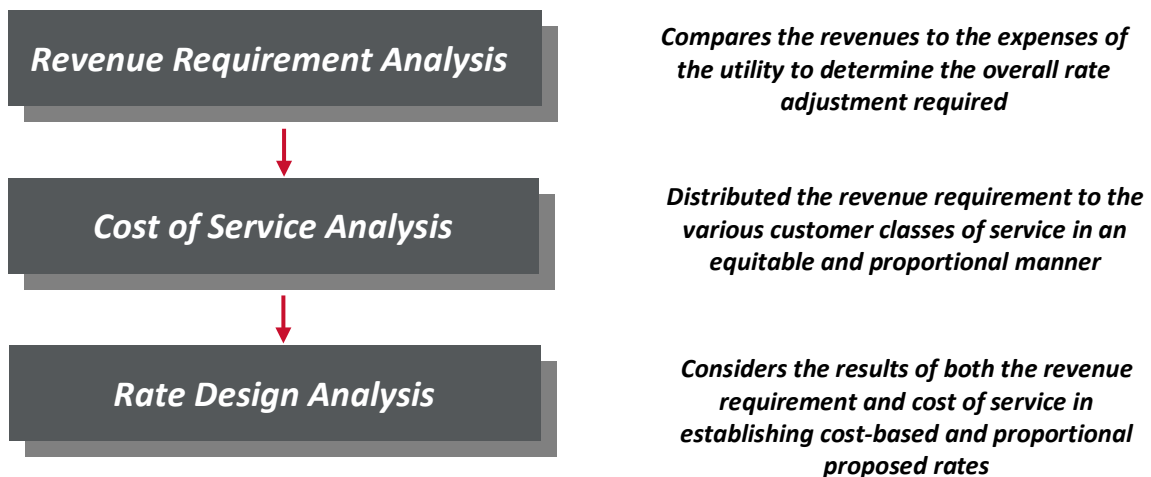 Revenue Requirement Analysis
Compares the revenues to the expenses of
the utility to determine the overall rate
adjustment required
Cost of Service Analysis
Distributed the revenue requirement to the
various customer classes of service in an
equitable and proportional manner
Rate Design Analysis
Considers the results of both the revenue
requirement and cost of service in
establishing cost-based and proportional
proposed rates